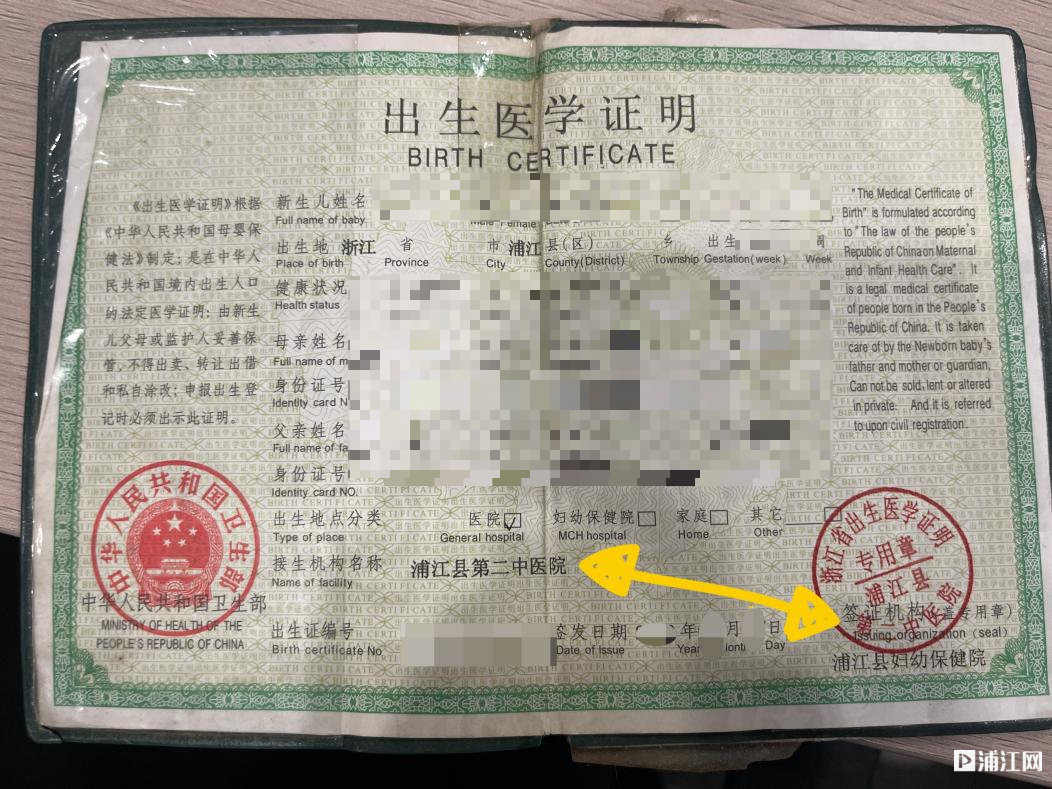 出生医学证明
BIRTH CERTIFICATE
《出生医学证明》根据
《中华人民共和国母婴保
健法》制定；是在中华人
民共和国境内出生人口
的法定医学证明；由新生
儿父母或监护人妥善保
管，不得出卖、转让出借
和私自涂改；申报出生登
记时必须出示此证明。
中华人民共和国卫生部
中华人民共和国卫生部
MINISTRY OF HEALTH OF THE
PEOPLE'S REPUBLIC OF CHINA
新生儿姓名
Full name of baby
出生地 浙江 省 市 浦江 县(区) 乡 出生 周
Place of birth Province City County(District) Township Gestation(week) Week
健康状况
Health status
母亲姓名
Full name of m
身份证号
Identity card N
父亲姓名
Full name of fa
身份证号
Identity card NO.
出生地点分类 医院 妇幼保健院 家庭 其它
Type of place General hospital MCH hospital Home Other
接生机构名称 浦江县第二中医院
Name of facility
出生证编号 签发日期 年 月 日
Birth certificate No Date of issue Year Month Day
"The Medical Certificate of
Birth" is formulated according
to "The law of the people's
Republic of China on Maternal
and Infant Health Care". It
is a legal medical certificate
of people born in the People's
Republic of China. It is taken
care of by the Newborn baby's
father and mother or guardian,
Can not be sold, lent or altered
in private. And it is referred
to upon civil registration.
浙江省出生医学证明
专用章
浦江县
中医院
签证机构(盖专用章)
Issuing organization (seal)
浦江县妇幼保健院
浦江网